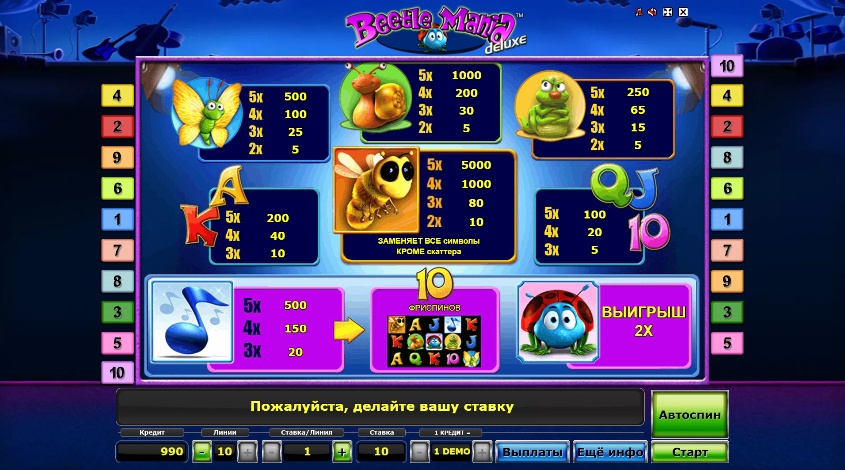 Beetle Mania™
deluxe
5x 500
4x 100
3x 25
2x 5
5x 1000
4x 200
3x 30
2x 5
5x 250
4x 65
3x 15
2x 5
A
K
5x 200
4x 40
3x 10
5x 5000
4x 1000
3x 80
2x 10
ЗАМЕНЯЕТ ВСЕ символы
КРОМЕ скаттера
Q J
10
5x 100
4x 20
3x 5
5x 500
4x 150
3x 20
10
ФРИСПИНОВ
A J
K Q
A Q K 10
ВЫИГРЫШ
2X
4
2
9
6
1
7
8
3
5
10
10
4
2
8
6
1
7
9
3
5
Пожалуйста, делайте вашу ставку
Автоспин
Кредит Линии Ставка/Линия Ставка 1 КРЕДИТ =
990 - 10 + - 1 + 10 - 1 DEMO + Выплаты Ещё инфо Старт